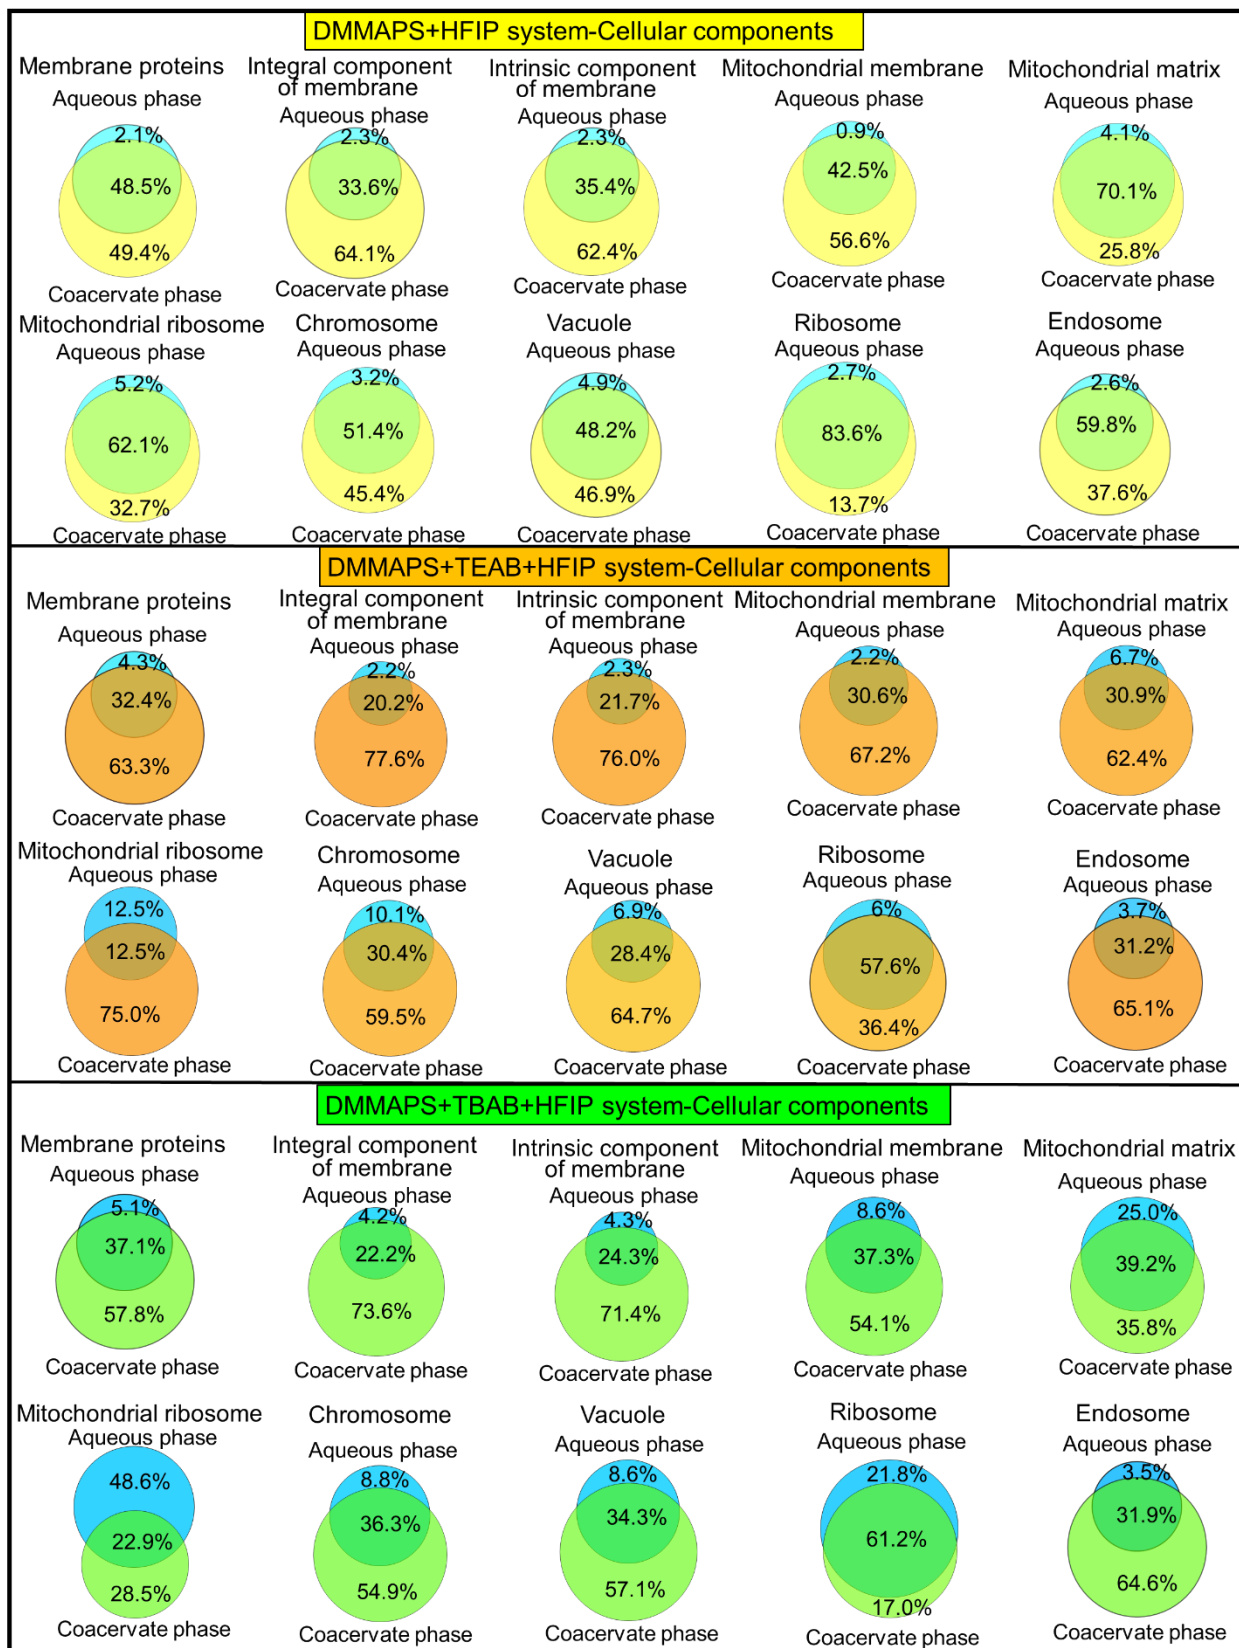 DMMAPS+HFIP system-Cellular components
Membrane proteins
Aqueous phase
2.1%
48.5%
49.4%
Coacervate phase
Integral component
of membrane
Aqueous phase
2.3%
33.6%
64.1%
Coacervate phase
Intrinsic component
of membrane
Aqueous phase
2.3%
35.4%
62.4%
Coacervate phase
Mitochondrial membrane
Aqueous phase
0.9%
42.5%
56.6%
Coacervate phase
Mitochondrial matrix
Aqueous phase
4.1%
70.1%
25.8%
Coacervate phase
Mitochondrial ribosome
Aqueous phase
5.2%
62.1%
32.7%
Coacervate phase
Chromosome
Aqueous phase
3.2%
51.4%
45.4%
Coacervate phase
Vacuole
Aqueous phase
4.9%
48.2%
46.9%
Coacervate phase
Ribosome
Aqueous phase
2.7%
83.6%
13.7%
Coacervate phase
Endosome
Aqueous phase
2.6%
59.8%
37.6%
Coacervate phase
DMMAPS+TEAB+HFIP system-Cellular components
Membrane proteins
Aqueous phase
4.3%
32.4%
63.3%
Coacervate phase
Integral component
of membrane
Aqueous phase
2.2%
20.2%
77.6%
Coacervate phase
Intrinsic component
of membrane
Aqueous phase
2.3%
21.7%
76.0%
Coacervate phase
Mitochondrial membrane
Aqueous phase
2.2%
30.6%
67.2%
Coacervate phase
Mitochondrial matrix
Aqueous phase
6.7%
30.9%
62.4%
Coacervate phase
Mitochondrial ribosome
Aqueous phase
12.5%
12.5%
75.0%
Coacervate phase
Chromosome
Aqueous phase
10.1%
30.4%
59.5%
Coacervate phase
Vacuole
Aqueous phase
6.9%
28.4%
64.7%
Coacervate phase
Ribosome
Aqueous phase
6%
57.6%
36.4%
Coacervate phase
Endosome
Aqueous phase
3.7%
31.2%
65.1%
Coacervate phase
DMMAPS+TBAB+HFIP system-Cellular components
Membrane proteins
Aqueous phase
5.1%
37.1%
57.8%
Coacervate phase
Integral component
of membrane
Aqueous phase
4.2%
22.2%
73.6%
Coacervate phase
Intrinsic component
of membrane
Aqueous phase
4.3%
24.3%
71.4%
Coacervate phase
Mitochondrial membrane
Aqueous phase
8.6%
37.3%
54.1%
Coacervate phase
Mitochondrial matrix
Aqueous phase
25.0%
39.2%
35.8%
Coacervate phase
Mitochondrial ribosome
Aqueous phase
48.6%
22.9%
28.5%
Coacervate phase
Chromosome
Aqueous phase
8.8%
36.3%
54.9%
Coacervate phase
Vacuole
Aqueous phase
8.6%
34.3%
57.1%
Coacervate phase
Ribosome
Aqueous phase
21.8%
61.2%
17.0%
Coacervate phase
Endosome
Aqueous phase
3.5%
31.9%
64.6%
Coacervate phase